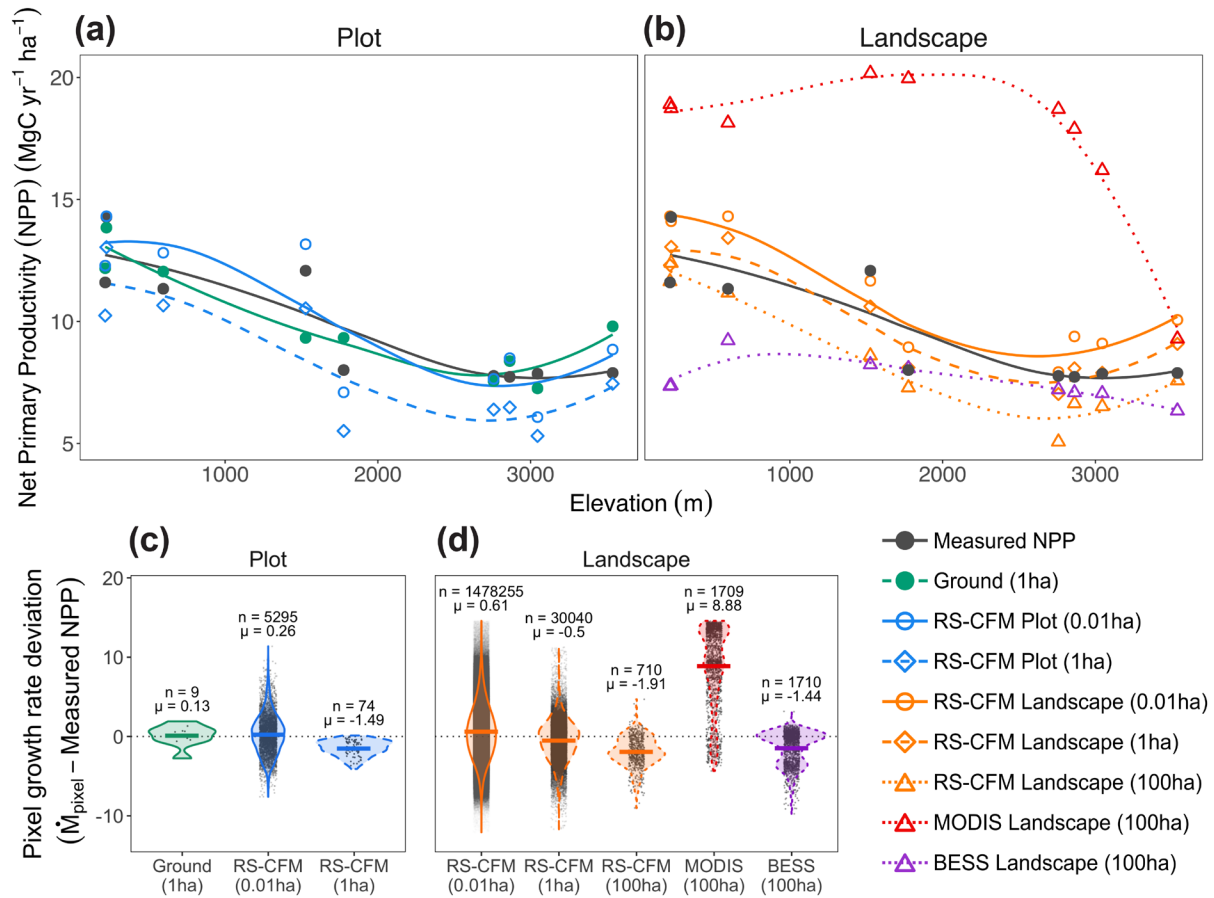 (a)
Plot
(b)
Landscape
Net Primary Productivity (NPP) (MgC yr⁻¹ ha⁻¹)
20
15
10
5
1000
2000
3000
1000
2000
3000
Elevation (m)
(c)
Plot
(d)
Landscape
Pixel growth rate deviation
(Ṁpixel − Measured NPP)
20
10
0
-10
n = 9
μ = 0.13
n = 5295
μ = 0.26
n = 74
μ = -1.49
n = 1478255
μ = 0.61
n = 30040
μ = -0.5
n = 710
μ = -1.91
n = 1709
μ = 8.88
n = 1710
μ = -1.44
Ground
(1ha)
RS-CFM
(0.01ha)
RS-CFM
(1ha)
RS-CFM
(0.01ha)
RS-CFM
(1ha)
RS-CFM
(100ha)
MODIS
(100ha)
BESS
(100ha)
Measured NPP
Ground (1ha)
RS-CFM Plot (0.01ha)
RS-CFM Plot (1ha)
RS-CFM Landscape (0.01ha)
RS-CFM Landscape (1ha)
RS-CFM Landscape (100ha)
MODIS Landscape (100ha)
BESS Landscape (100ha)